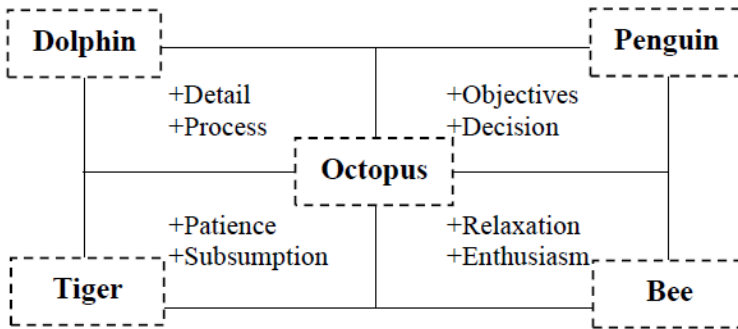 Dolphin
Penguin
+Detail
+Process
+Objectives
+Decision
Octopus
+Patience
+Subsumption
+Relaxation
+Enthusiasm
Tiger
Bee